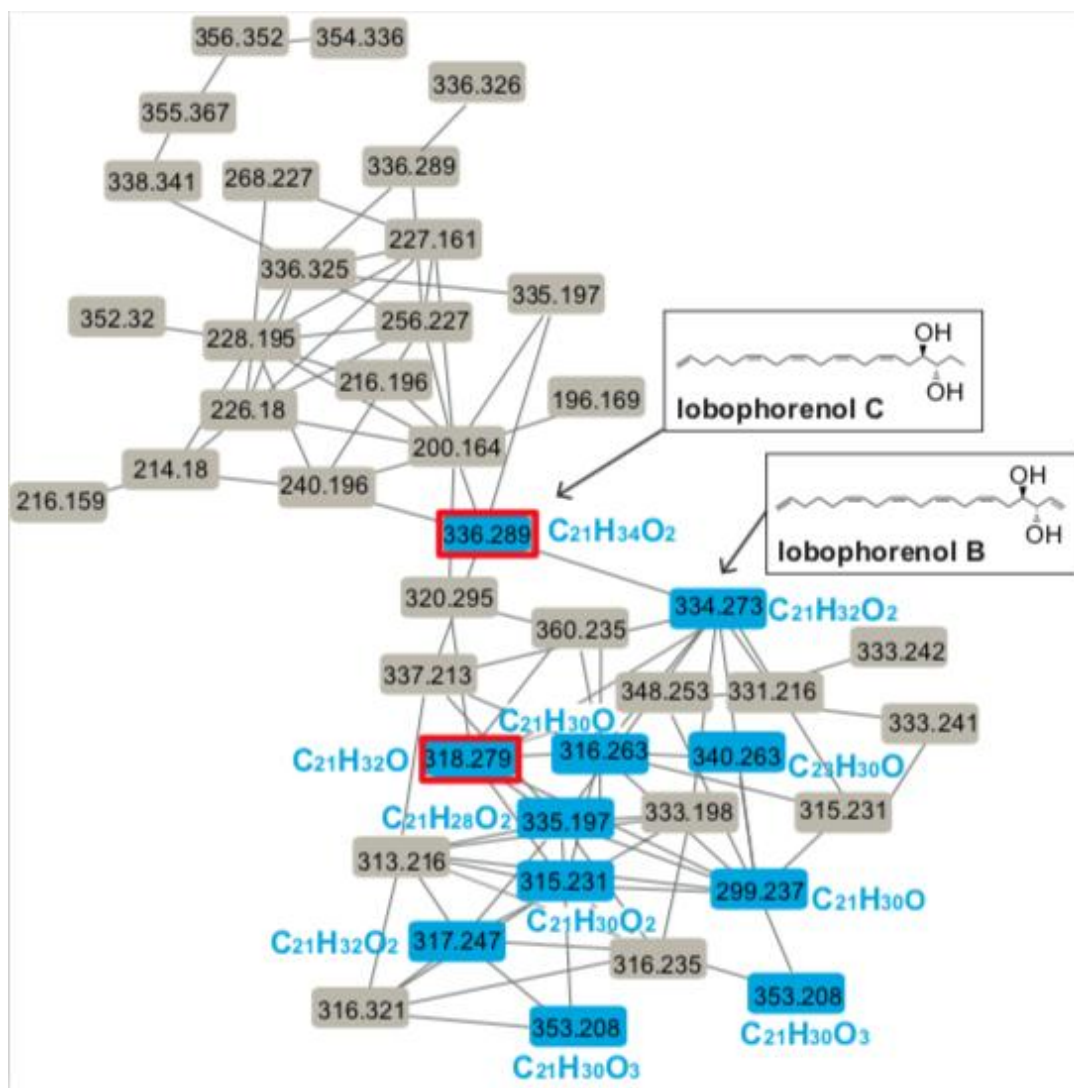 356.352
354.336
336.326
355.367
336.289
338.341
268.227
227.161
336.325
335.197
352.32
256.227
228.195
216.196
OH
OH
lobophorenol C
226.18
196.169
200.164
214.18
240.196
216.159
OH
OH
lobophorenol B
336.289
C21H34O2
320.295
334.273
C21H32O2
360.235
333.242
337.213
348.253
331.216
C21H30O
333.241
C21H32O
318.279
316.263
340.263
C23H30O
C21H28O2
335.197
333.198
315.231
313.216
315.231
299.237
C21H30O
C21H30O2
C21H32O2
317.247
316.235
316.321
353.208
353.208
C21H30O3
C21H30O3